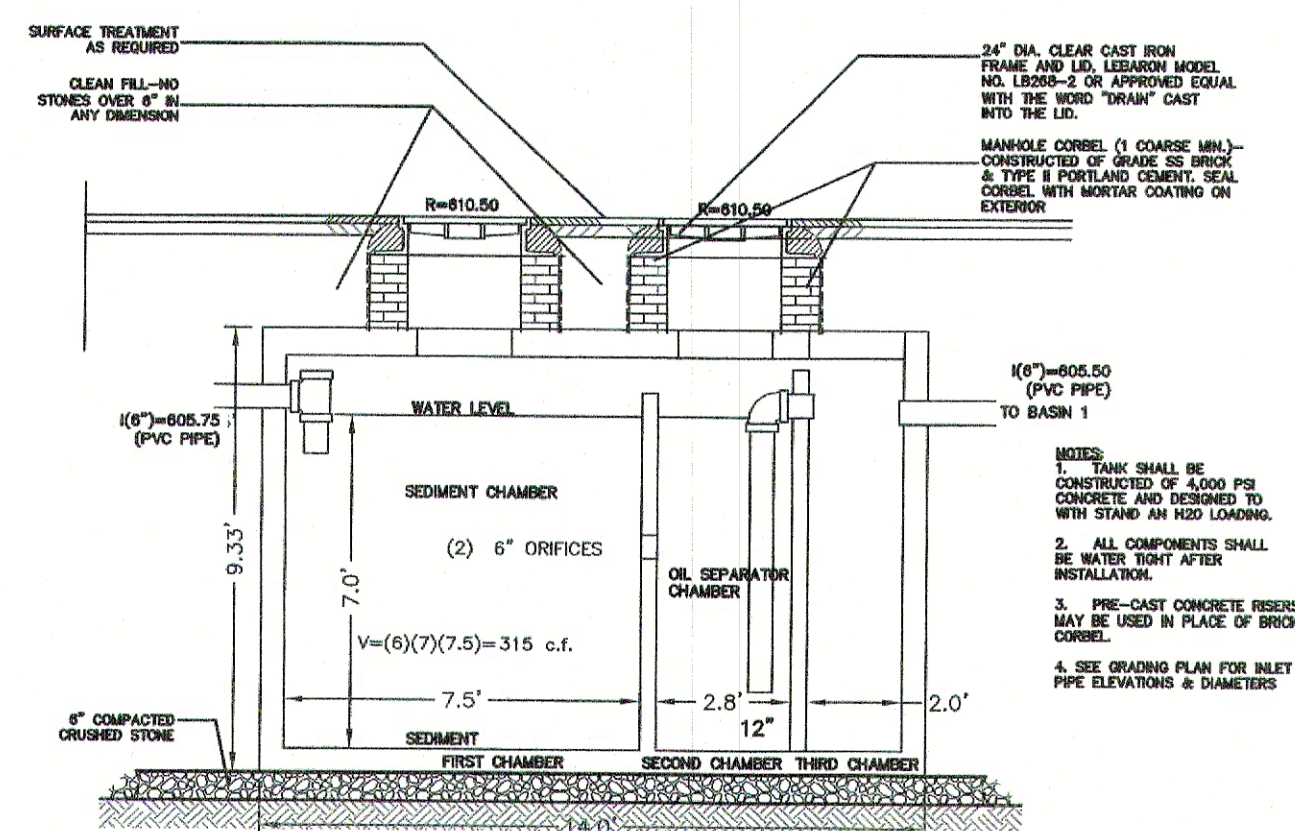 SURFACE TREATMENT
AS REQUIRED
CLEAN FILL-NO
STONES OVER 6" IN
ANY DIMENSION
24" DIA. CLEAR CAST IRON
FRAME AND LID, LEBARON MODEL
NO. LB268-2 OR APPROVED EQUAL
WITH THE WORD "DRAIN" CAST
INTO THE LID.
MANHOLE CORBEL (1 COARSE MIN.)-
CONSTRUCTED OF GRADE SS BRICK
& TYPE II PORTLAND CEMENT. SEAL
CORBEL WITH MORTAR COATING ON
EXTERIOR
R=610.50
R=610.50
I(6")=605.75
(PVC PIPE)
WATER LEVEL
I(6")=605.50
(PVC PIPE)
TO BASIN 1
SEDIMENT CHAMBER
(2) 6" ORIFICES
OIL SEPARATOR
CHAMBER
9.33'
7.0'
V=(6)(7)(7.5)=315 c.f.
7.5'
2.8'
12"
2.0'
SEDIMENT
FIRST CHAMBER
SECOND CHAMBER
THIRD CHAMBER
6" COMPACTED
CRUSHED STONE
14.0'
NOTES:
1. TANK SHALL BE
CONSTRUCTED OF 4,000 PSI
CONCRETE AND DESIGNED TO
WITH STAND AN H20 LOADING.
2. ALL COMPONENTS SHALL
BE WATER TIGHT AFTER
INSTALLATION.
3. PRE-CAST CONCRETE RISERS
MAY BE USED IN PLACE OF BRICK
CORBEL.
4. SEE GRADING PLAN FOR INLET
PIPE ELEVATIONS & DIAMETERS